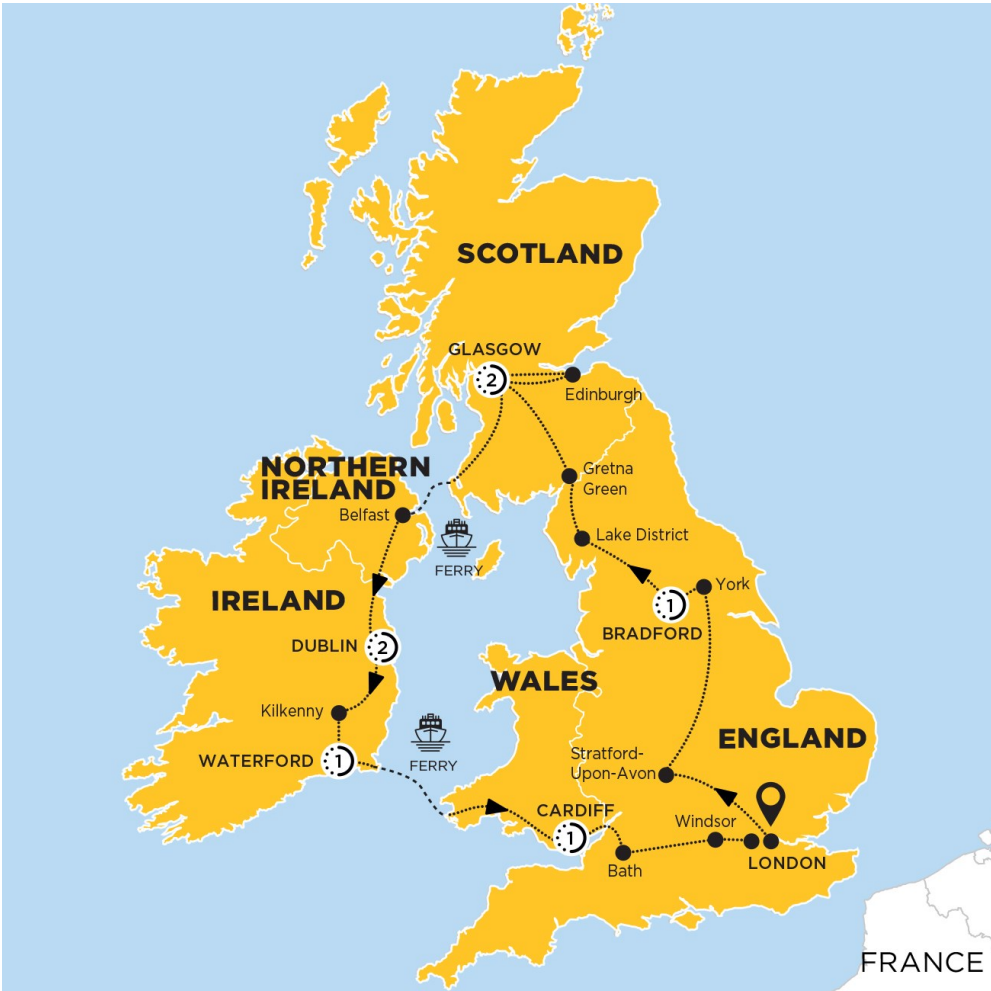 SCOTLAND
GLASGOW
2
Edinburgh
Gretna
Green
NORTHERN
IRELAND
Belfast
FERRY
Lake District
York
1
BRADFORD
IRELAND
DUBLIN
2
WALES
Kilkenny
WATERFORD
1
FERRY
ENGLAND
Stratford-
Upon-Avon
CARDIFF
1
Windsor
LONDON
Bath
FRANCE